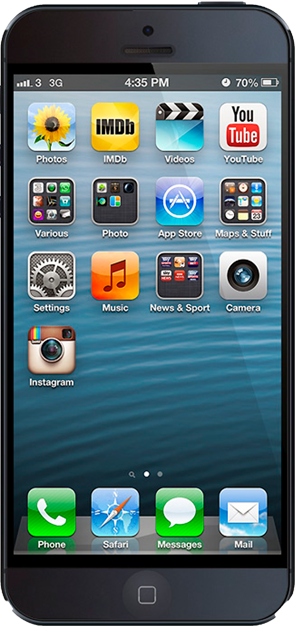 3 3G 4:35 PM 70%
IMDb You Tube
Photos IMDb Videos YouTube
Various Photo App Store Maps & Stuff
Settings Music News & Sport Camera
Instagram
Phone Safari Messages Mail